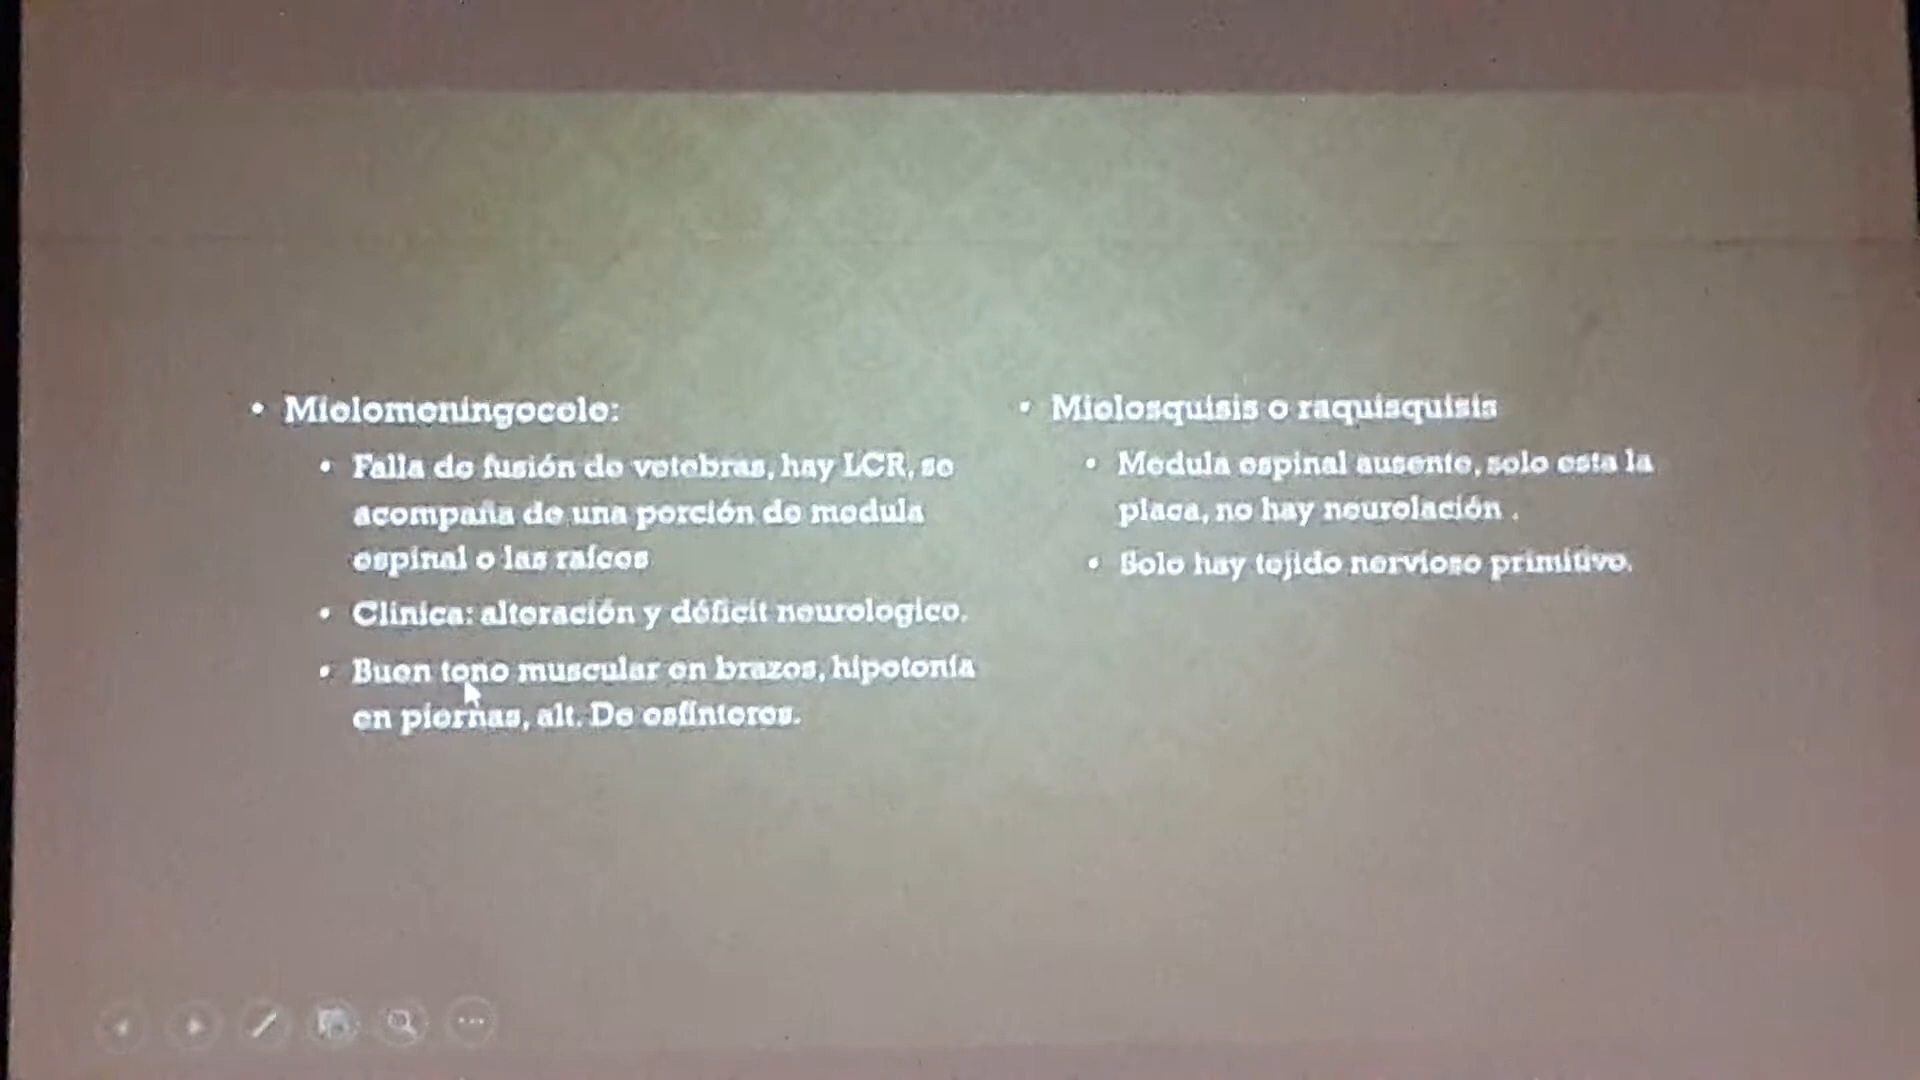 • Mielomeningocele:
• Falla de fusión de vetebras, hay LCR, se
acompaña de una porción de medula
espinal o las raíces
• Clinica: alteración y déficit neurologico.
• Buen tono muscular en brazos, hipotonía
en piernas, alt. De esfínteres.
• Mielosquisis o raquisquisis
• Medula espinal ausente, solo esta la
placa, no hay neurolación .
• Solo hay tejido nervioso primitivo.